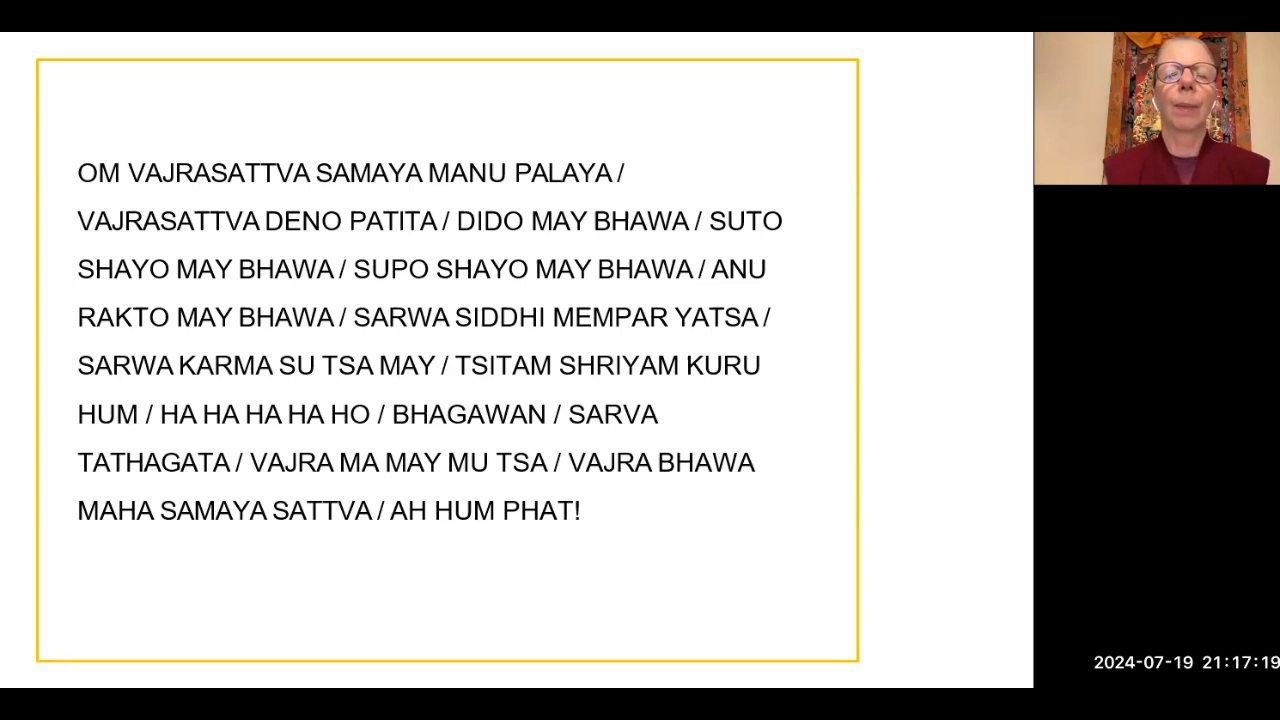 OM VAJRASATTVA SAMAYA MANU PALAYA /
VAJRASATTVA DENO PATITA / DIDO MAY BHAWA / SUTO
SHAYO MAY BHAWA / SUPO SHAYO MAY BHAWA / ANU
RAKTO MAY BHAWA / SARWA SIDDHI MEMPAR YATSA /
SARWA KARMA SU TSA MAY / TSITAM SHRIYAM KURU
HUM / HA HA HA HA HO / BHAGAWAN / SARVA
TATHAGATA / VAJRA MA MAY MU TSA / VAJRA BHAWA
MAHA SAMAYA SATTVA / AH HUM PHAT!
2024-07-19 21:17:19